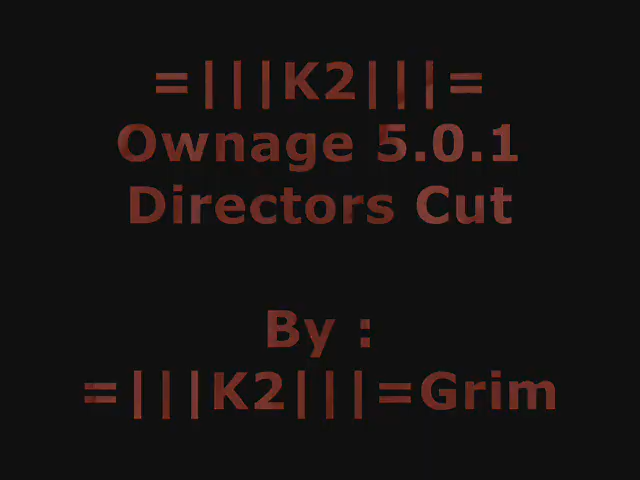 =|||K2|||=
Ownage 5.0.1
Directors Cut
By :
=|||K2|||=Grim